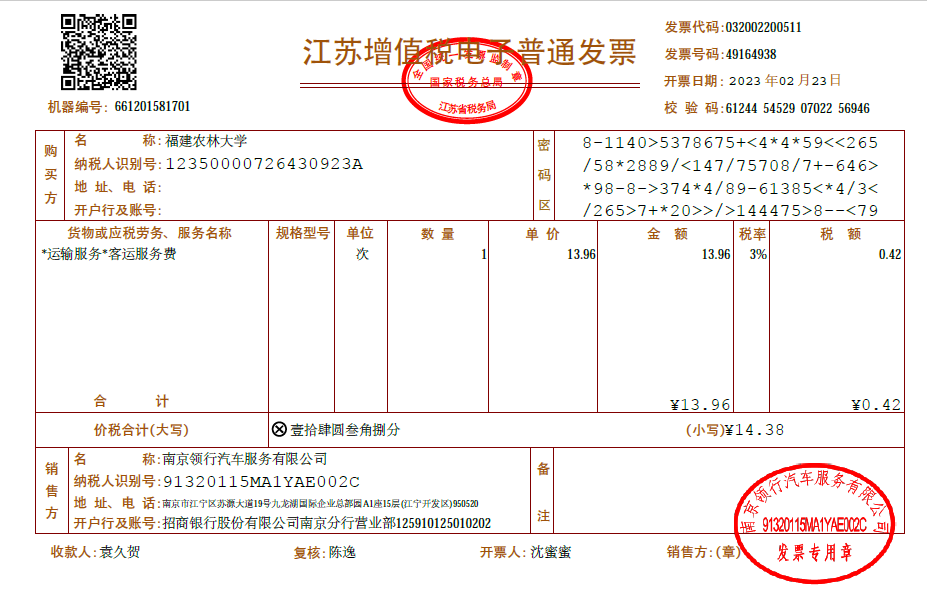 江苏增值税电子普通发票
全国统一发票监制章
国家税务总局
江苏省税务局
发票代码:032002200511
发票号码:49164938
开票日期: 2023 年02 月23日
校 验 码:61244 54529 07022 56946
机器编号: 661201581701
购买方
名 称:福建农林大学
纳税人识别号:12350000726430923A
地 址、电 话:
开户行及账号:
密码区
8-1140>5378675+<4*4*59<<265
/58*2889/<147/75708/7+-646>
*98-8->374*4/89-61385<*4/3<
/265>7+*20>>/>144475>8--<79
货物或应税劳务、服务名称 规格型号 单位 数 量 单 价 金 额 税率 税 额
*运输服务*客运服务费 次 1 13.96 13.96 3% 0.42
合 计 ¥13.96 ¥0.42
价税合计(大写) ⊗壹拾肆圆叁角捌分 (小写)¥14.38
销售方
名 称:南京领行汽车服务有限公司
纳税人识别号:91320115MA1YAE002C
地 址、电 话:南京市江宁区苏源大道19号九龙湖国际企业总部园A1座15层(江宁开发区)950520
开户行及账号:招商银行股份有限公司南京分行营业部125910125010202
备注
南京领行汽车服务有限公司
91320115MA1YAE002C
发票专用章
收款人:袁久贺 复核:陈逸 开票人:沈蜜蜜 销售方:(章)